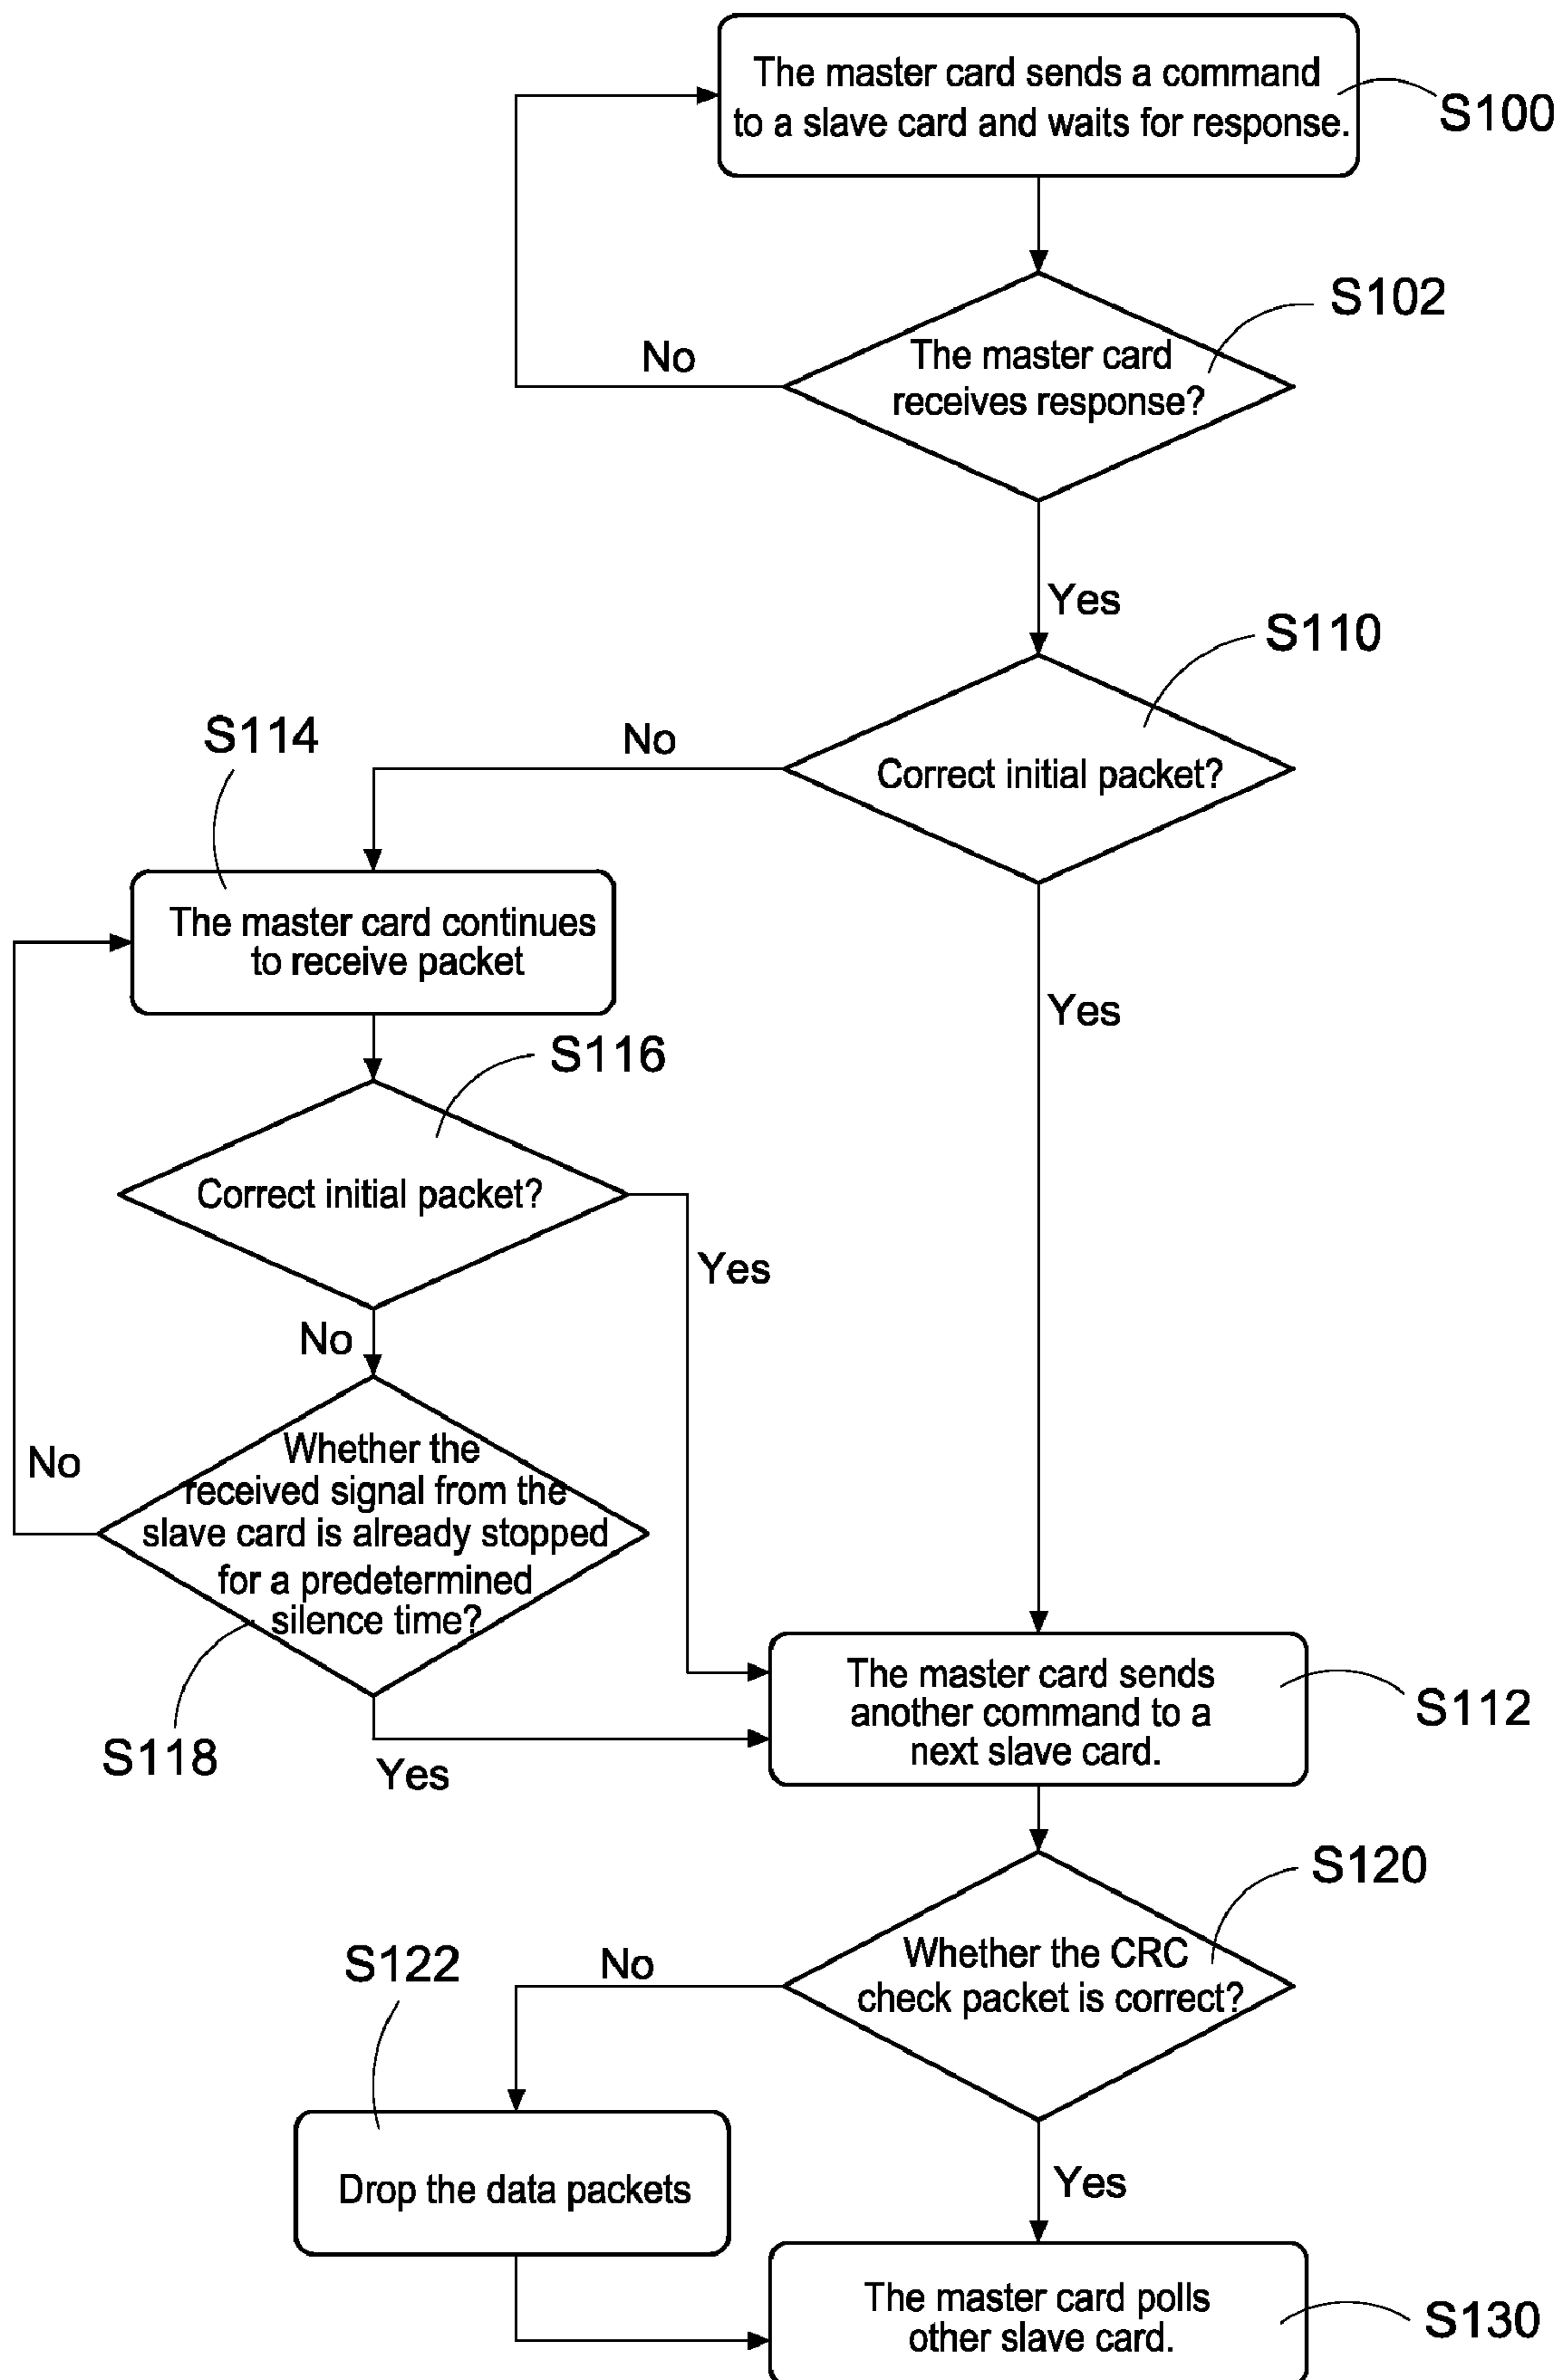 The master card sends a command
to a slave card and waits for response.
S100
S102
No
The master card
receives response?
Yes
S110
S114
No
Correct initial packet?
The master card continues
to receive packet
Yes
S116
Correct initial packet?
Yes
No
Whether the
No
received signal from the
slave card is already stopped
for a predetermined
silence time?
The master card sends
another command to a
next slave card.
S112
S118
Yes
S120
S122
No
Whether the CRC
check packet is correct?
Drop the data packets
Yes
The master card polls
other slave card.
S130